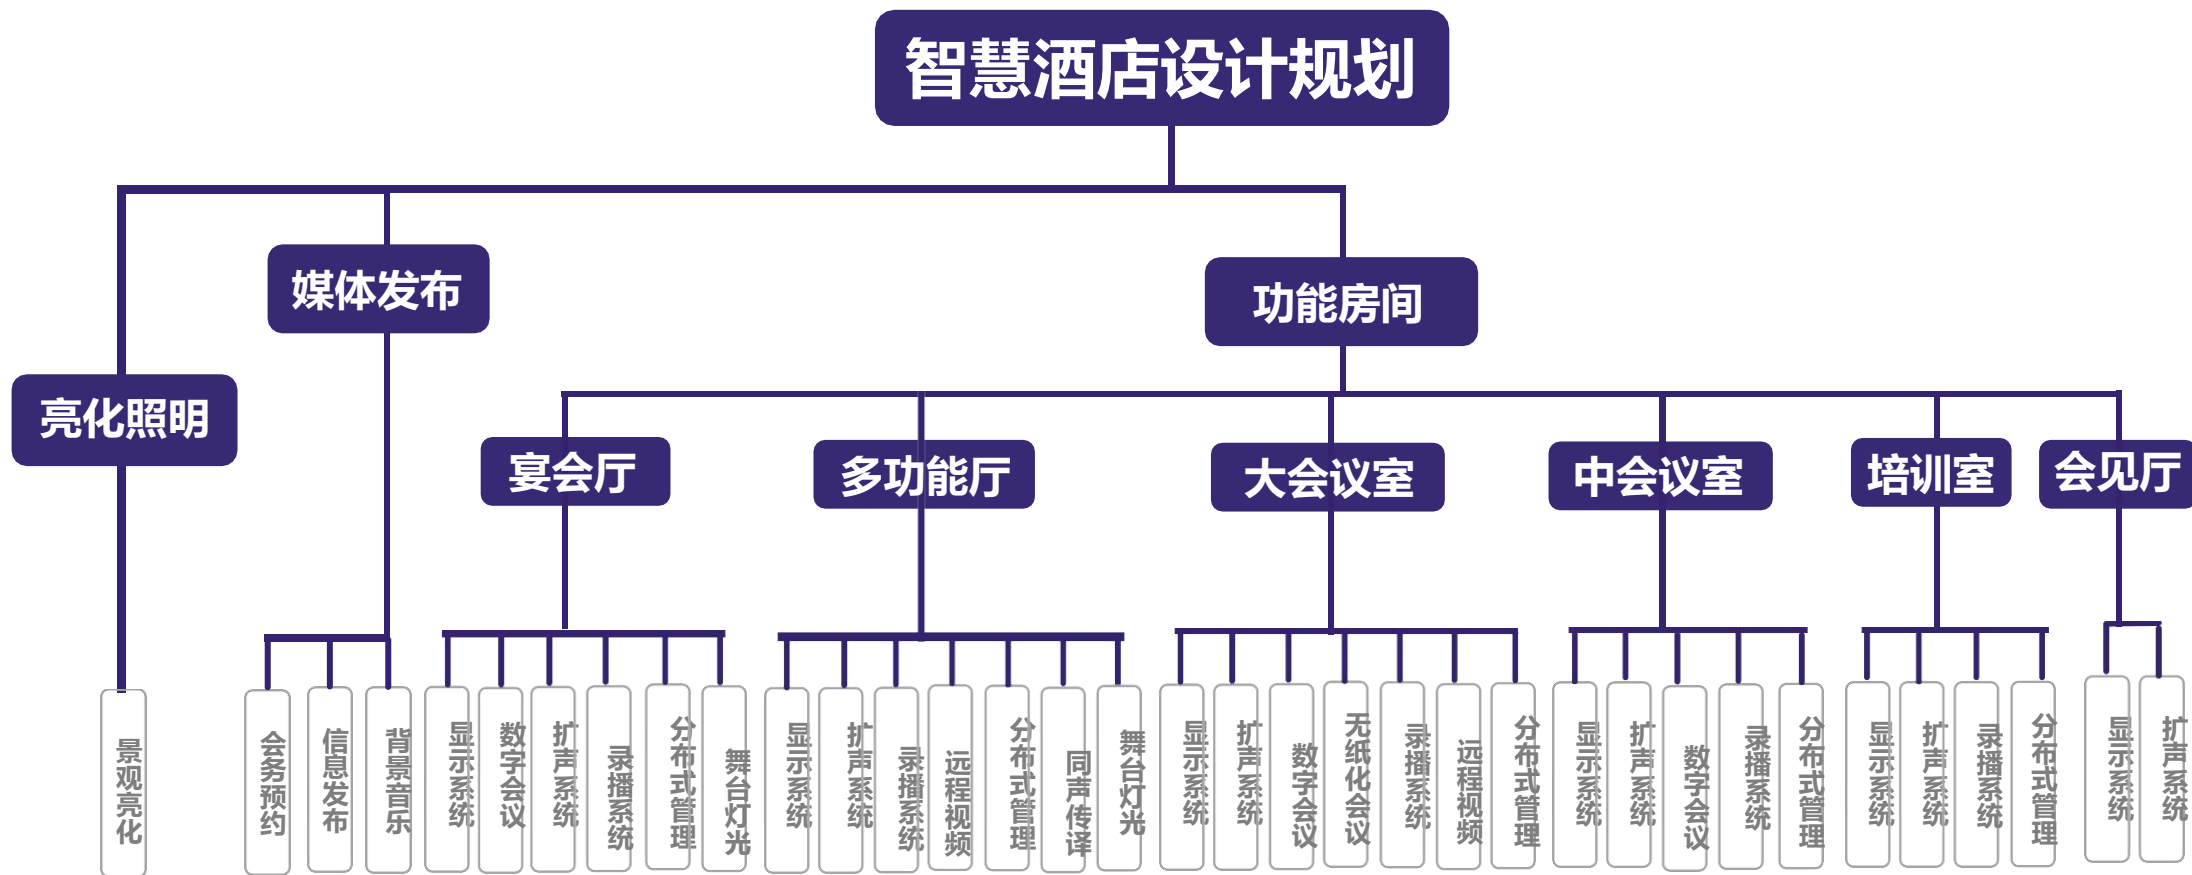 智慧酒店设计规划
媒体发布
功能房间
亮化照明
宴会厅
多功能厅
大会议室
中会议室
培训室
会见厅
景观亮化
会务预约
信息发布
背景音乐
显示系统
数字会议
扩声系统
录播系统
分布式管理
舞台灯光
显示系统
扩声系统
录播系统
远程视频
分布式管理
同声传译
舞台灯光
显示系统
扩声系统
数字会议
无纸化会议
录播系统
远程视频
分布式管理
显示系统
扩声系统
数字会议
录播系统
分布式管理
显示系统
扩声系统
录播系统
分布式管理
显示系统
扩声系统